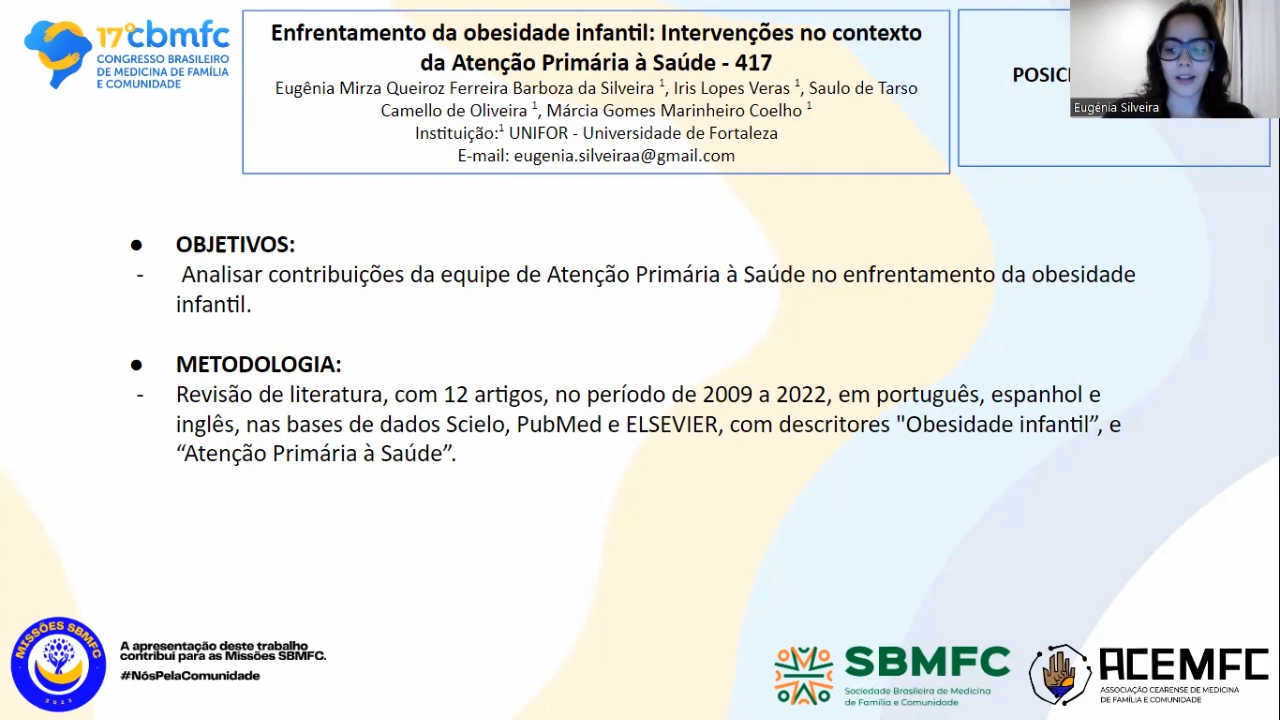 17º cbmfc
CONGRESSO BRASILEIRO
DE MEDICINA DE FAMÍLIA
E COMUNIDADE
Enfrentamento da obesidade infantil: Intervenções no contexto
da Atenção Primária à Saúde - 417
Eugênia Mirza Queiroz Ferreira Barboza da Silveira ¹, Iris Lopes Veras ¹, Saulo de Tarso
Camello de Oliveira ¹, Márcia Gomes Marinheiro Coelho ¹
Instituição:¹ UNIFOR - Universidade de Fortaleza
E-mail: eugenia.silveiraa@gmail.com
Eugênia Silveira
● OBJETIVOS:
- Analisar contribuições da equipe de Atenção Primária à Saúde no enfrentamento da obesidade
infantil.
● METODOLOGIA:
- Revisão de literatura, com 12 artigos, no período de 2009 a 2022, em português, espanhol e
inglês, nas bases de dados Scielo, PubMed e ELSEVIER, com descritores "Obesidade infantil”, e
“Atenção Primária à Saúde”.
MISSÕES SBMFC
2023
A apresentação deste trabalho
contribui para as Missões SBMFC.
#NósPelaComunidade
SBMFC
Sociedade Brasileira de Medicina
de Família e Comunidade
ACEMFC
ASSOCIAÇÃO CEARENSE DE MEDICINA
DE FAMÍLIA E COMUNIDADE